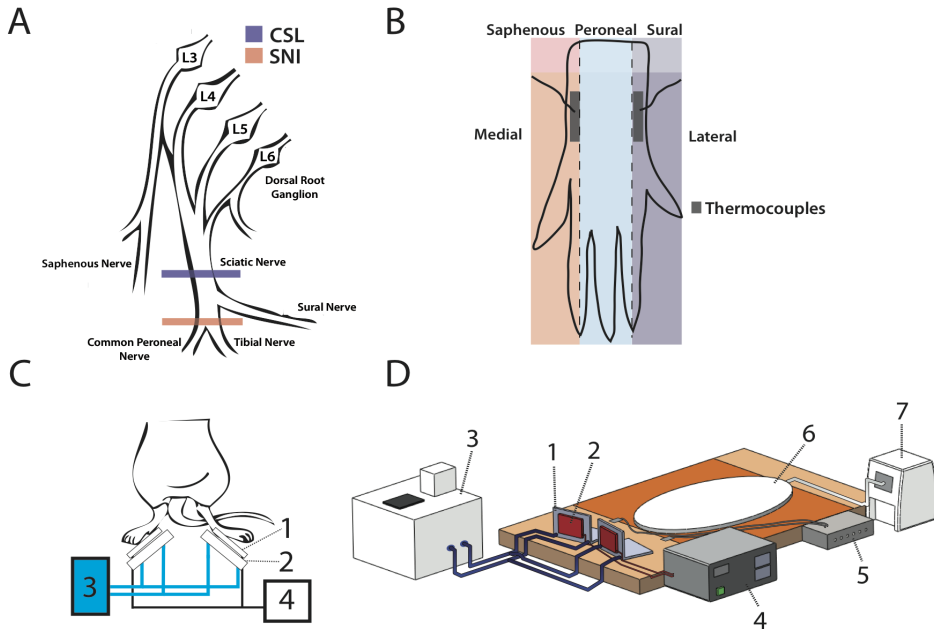 A
CSL
SNI
L3
L4
L5
L6
Dorsal Root
Ganglion
Saphenous Nerve
Sciatic Nerve
Sural Nerve
Common Peroneal
Nerve
Tibial Nerve
B
Saphenous Peroneal Sural
Medial
Lateral
Thermocouples
C
1
2
3
4
D
1
2
3
4
5
6
7